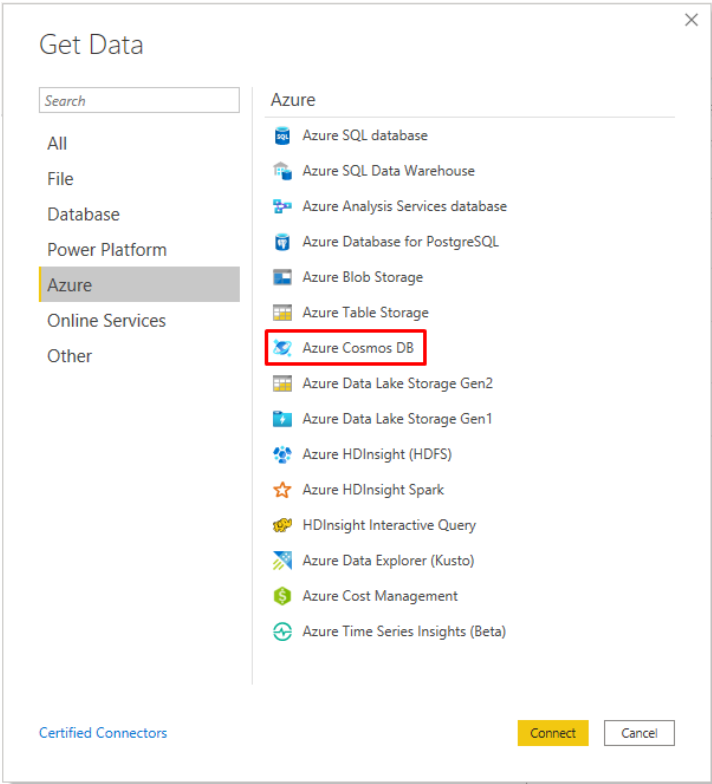 Get Data
Search
All
File
Database
Power Platform
Azure
Online Services
Other
Azure
Azure SQL database
Azure SQL Data Warehouse
Azure Analysis Services database
Azure Database for PostgreSQL
Azure Blob Storage
Azure Table Storage
Azure Cosmos DB
Azure Data Lake Storage Gen2
Azure Data Lake Storage Gen1
Azure HDInsight (HDFS)
Azure HDInsight Spark
HDInsight Interactive Query
Azure Data Explorer (Kusto)
Azure Cost Management
Azure Time Series Insights (Beta)
Certified Connectors
Connect
Cancel